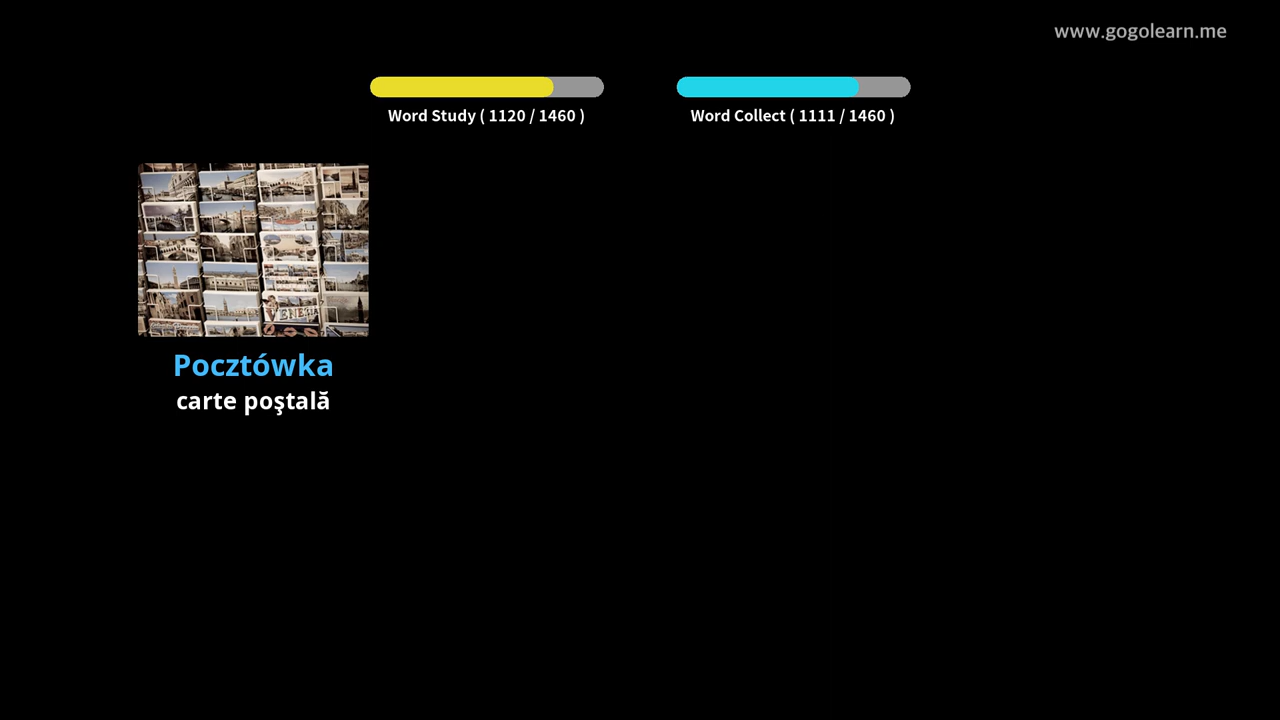 www.gogolearn.me
Word Study ( 1120 / 1460 )
Word Collect ( 1111 / 1460 )
Pocztówka
carte poştală